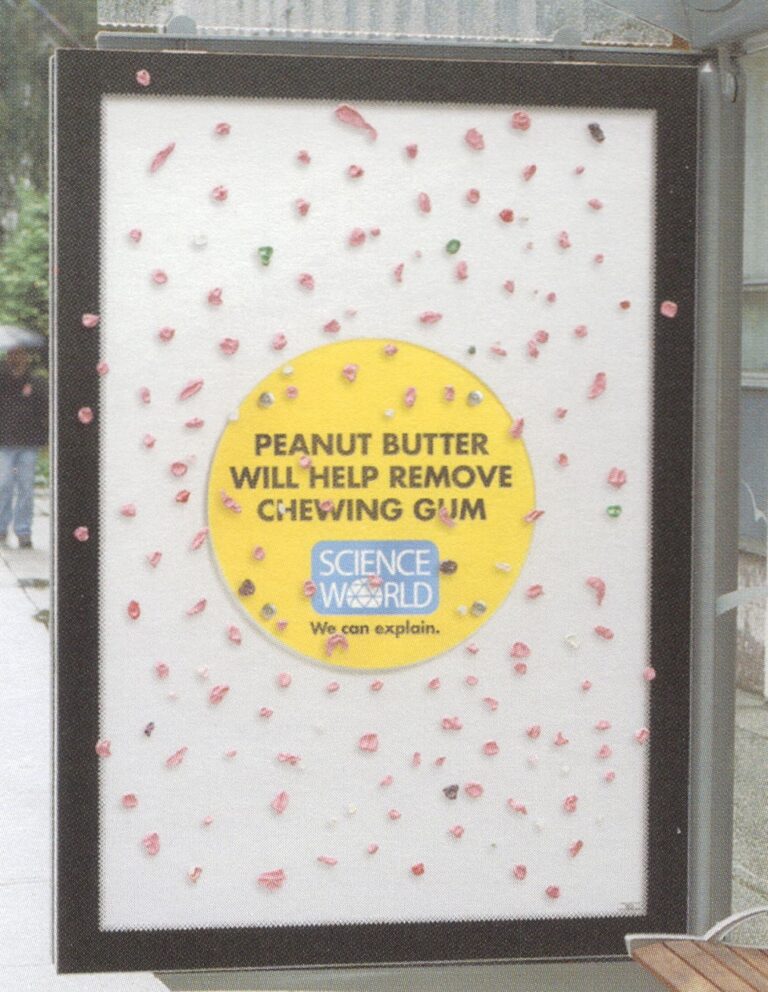 PEANUT BUTTER
WILL HELP REMOVE
CHEWING GUM
SCIENCE
WORLD
We can explain.